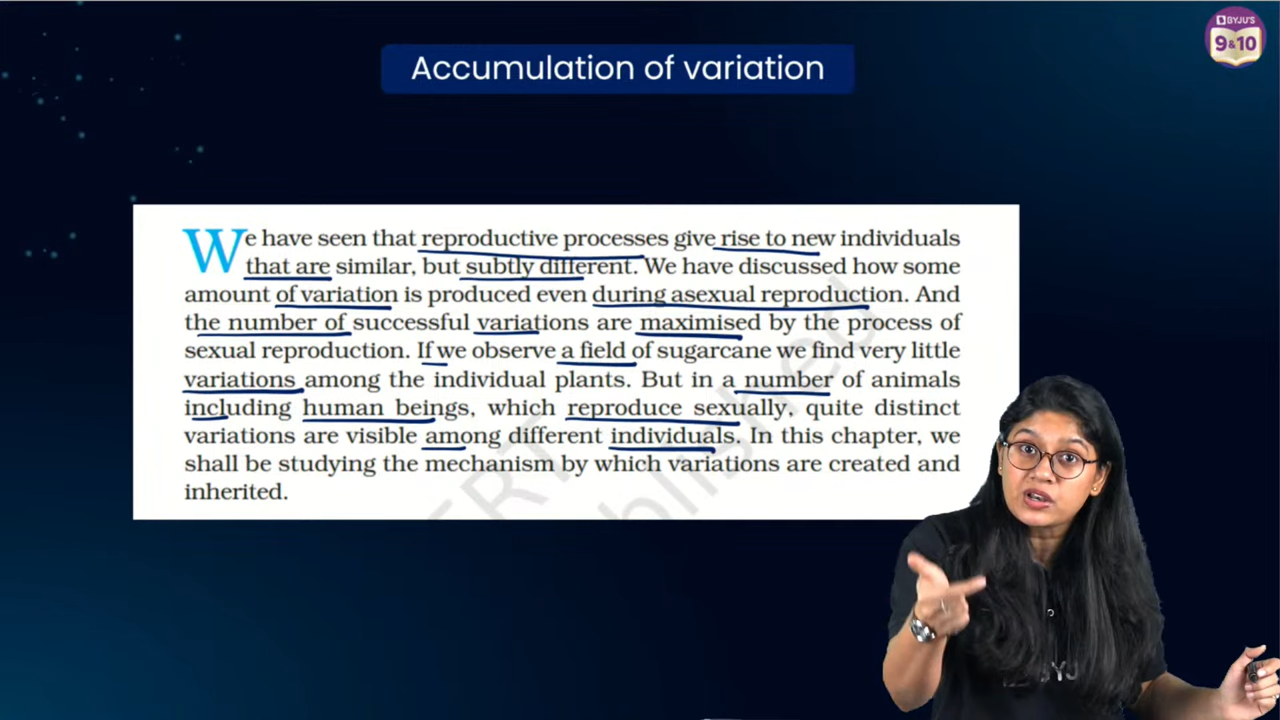 BYJU'S
9&10
Accumulation of variation
We have seen that reproductive processes give rise to new individuals
that are similar, but subtly different. We have discussed how some
amount of variation is produced even during asexual reproduction. And
the number of successful variations are maximised by the process of
sexual reproduction. If we observe a field of sugarcane we find very little
variations among the individual plants. But in a number of animals
including human beings, which reproduce sexually, quite distinct
variations are visible among different individuals. In this chapter, we
shall be studying the mechanism by which variations are created and
inherited.